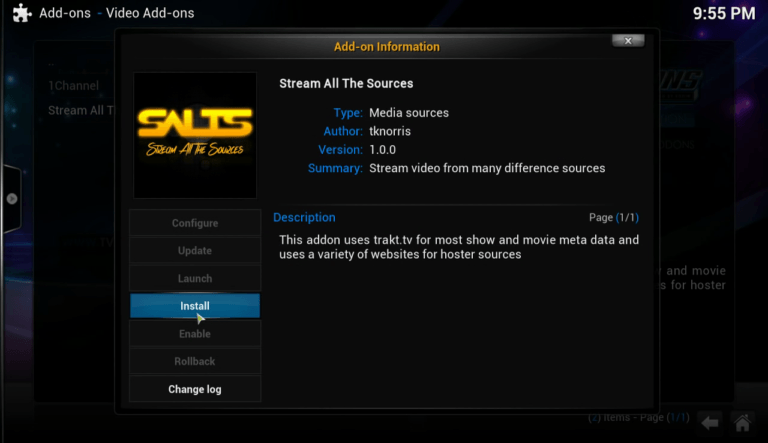 Add-ons - Video Add-ons
9:55 PM
Add-on Information
1Channel
Stream All T
SALTS
Stream All The Sources
Stream All The Sources
Type: Media sources
Author: tknorris
Version: 1.0.0
Summary: Stream video from many difference sources
Configure
Update
Launch
Install
Enable
Rollback
Change log
Description
Page (1/1)
This addon uses trakt.tv for most show and movie meta data and
uses a variety of websites for hoster sources
and movie
s for hoster
(2) Items - Page (1/1)